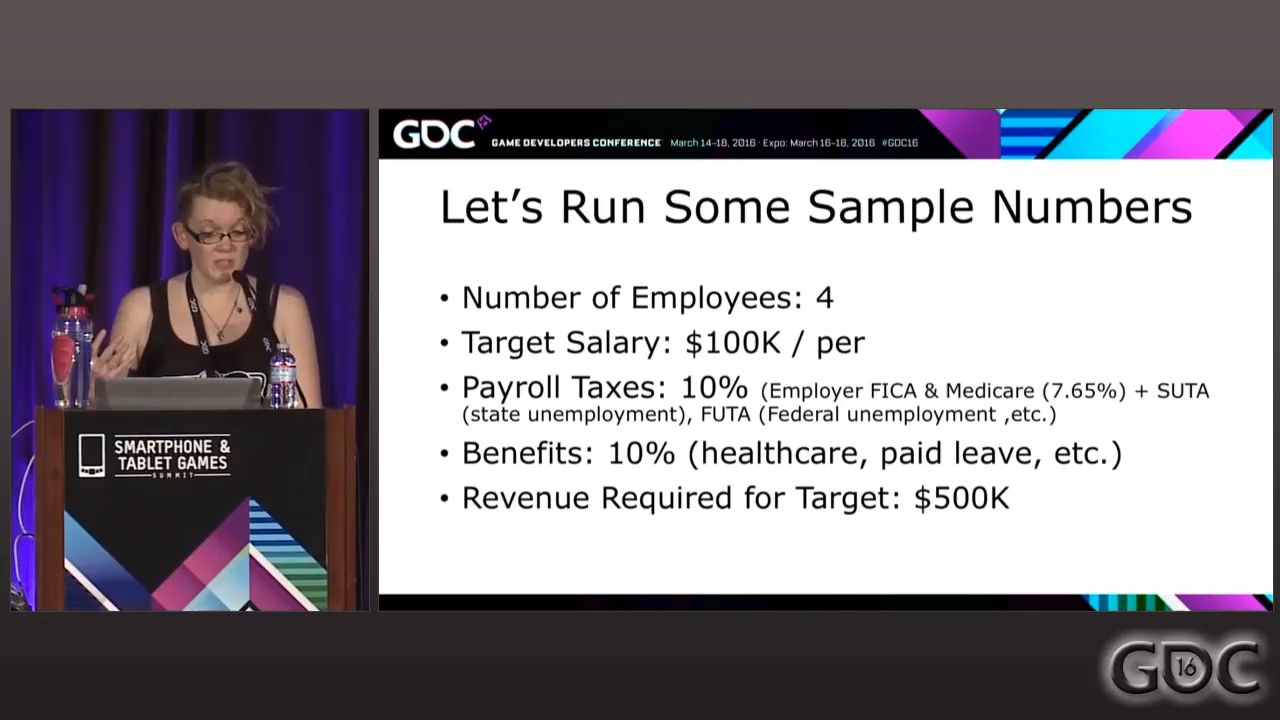 GDC
GAME DEVELOPERS CONFERENCE March 14-18, 2016 · Expo: March 16-18, 2016 #GDC16
Let's Run Some Sample Numbers
• Number of Employees: 4
• Target Salary: $100K / per
• Payroll Taxes: 10% (Employer FICA & Medicare (7.65%) + SUTA
(state unemployment), FUTA (Federal unemployment ,etc.)
• Benefits: 10% (healthcare, paid leave, etc.)
• Revenue Required for Target: $500K
SMARTPHONE &
TABLET GAMES
SUMMIT
GDC
GDC 16